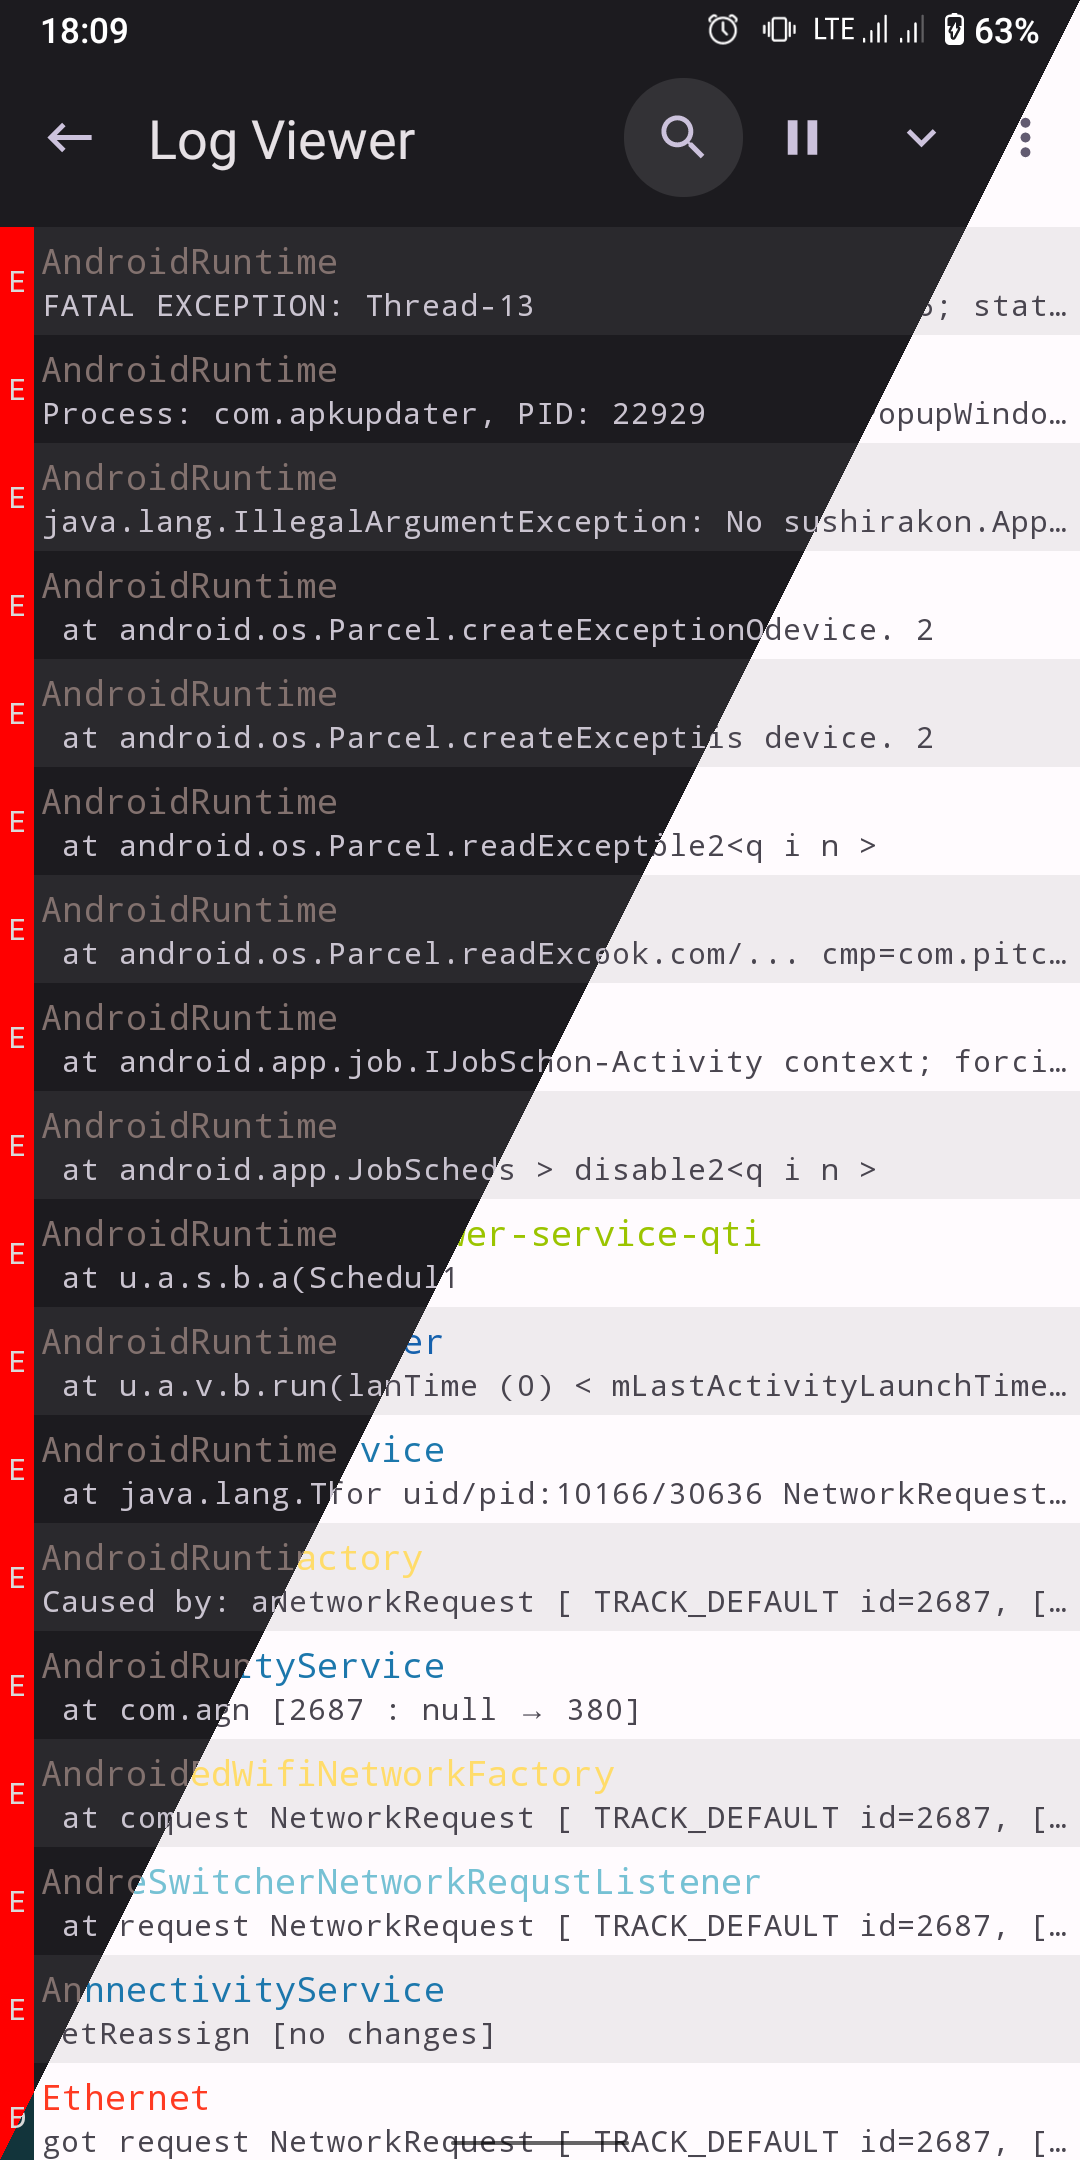 18:09 LTE 63%
Log Viewer
E AndroidRuntime
FATAL EXCEPTION: Thread-13 ; stat…
E AndroidRuntime
Process: com.apkupdater, PID: 22929 opupWindo…
E AndroidRuntime
java.lang.IllegalArgumentException: No sushirakon.App…
E AndroidRuntime
at android.os.Parcel.createExceptionOdevice. 2
E AndroidRuntime
at android.os.Parcel.createExceptiis device. 2
E AndroidRuntime
at android.os.Parcel.readExceptble2<q i n >
E AndroidRuntime
at android.os.Parcel.readExcook.com/... cmp=com.pitc…
E AndroidRuntime
at android.app.job.IJobSchon-Activity context; forci…
E AndroidRuntime
at android.app.JobScheds > disable2<q i n >
E AndroidRuntime er-service-qti
at u.a.s.b.a(Schedul1
E AndroidRuntime er
at u.a.v.b.run(lanTime (0) < mLastActivityLaunchTime…
E AndroidRuntime vice
at java.lang.Tfor uid/pid:10166/30636 NetworkRequest…
E AndroidRuntiactory
Caused by: aNetworkRequest [ TRACK_DEFAULT id=2687, […
E AndroidRuntyService
at com.agn [2687 : null → 380]
E AndroidedWifiNetworkFactory
at comquest NetworkRequest [ TRACK_DEFAULT id=2687, […
E AndreSwitcherNetworkRequstListener
at request NetworkRequest [ TRACK_DEFAULT id=2687, […
E AnnnectivityService
etReassign [no changes]
Ethernet
got request NetworkRequest [ TRACK_DEFAULT id=2687, […